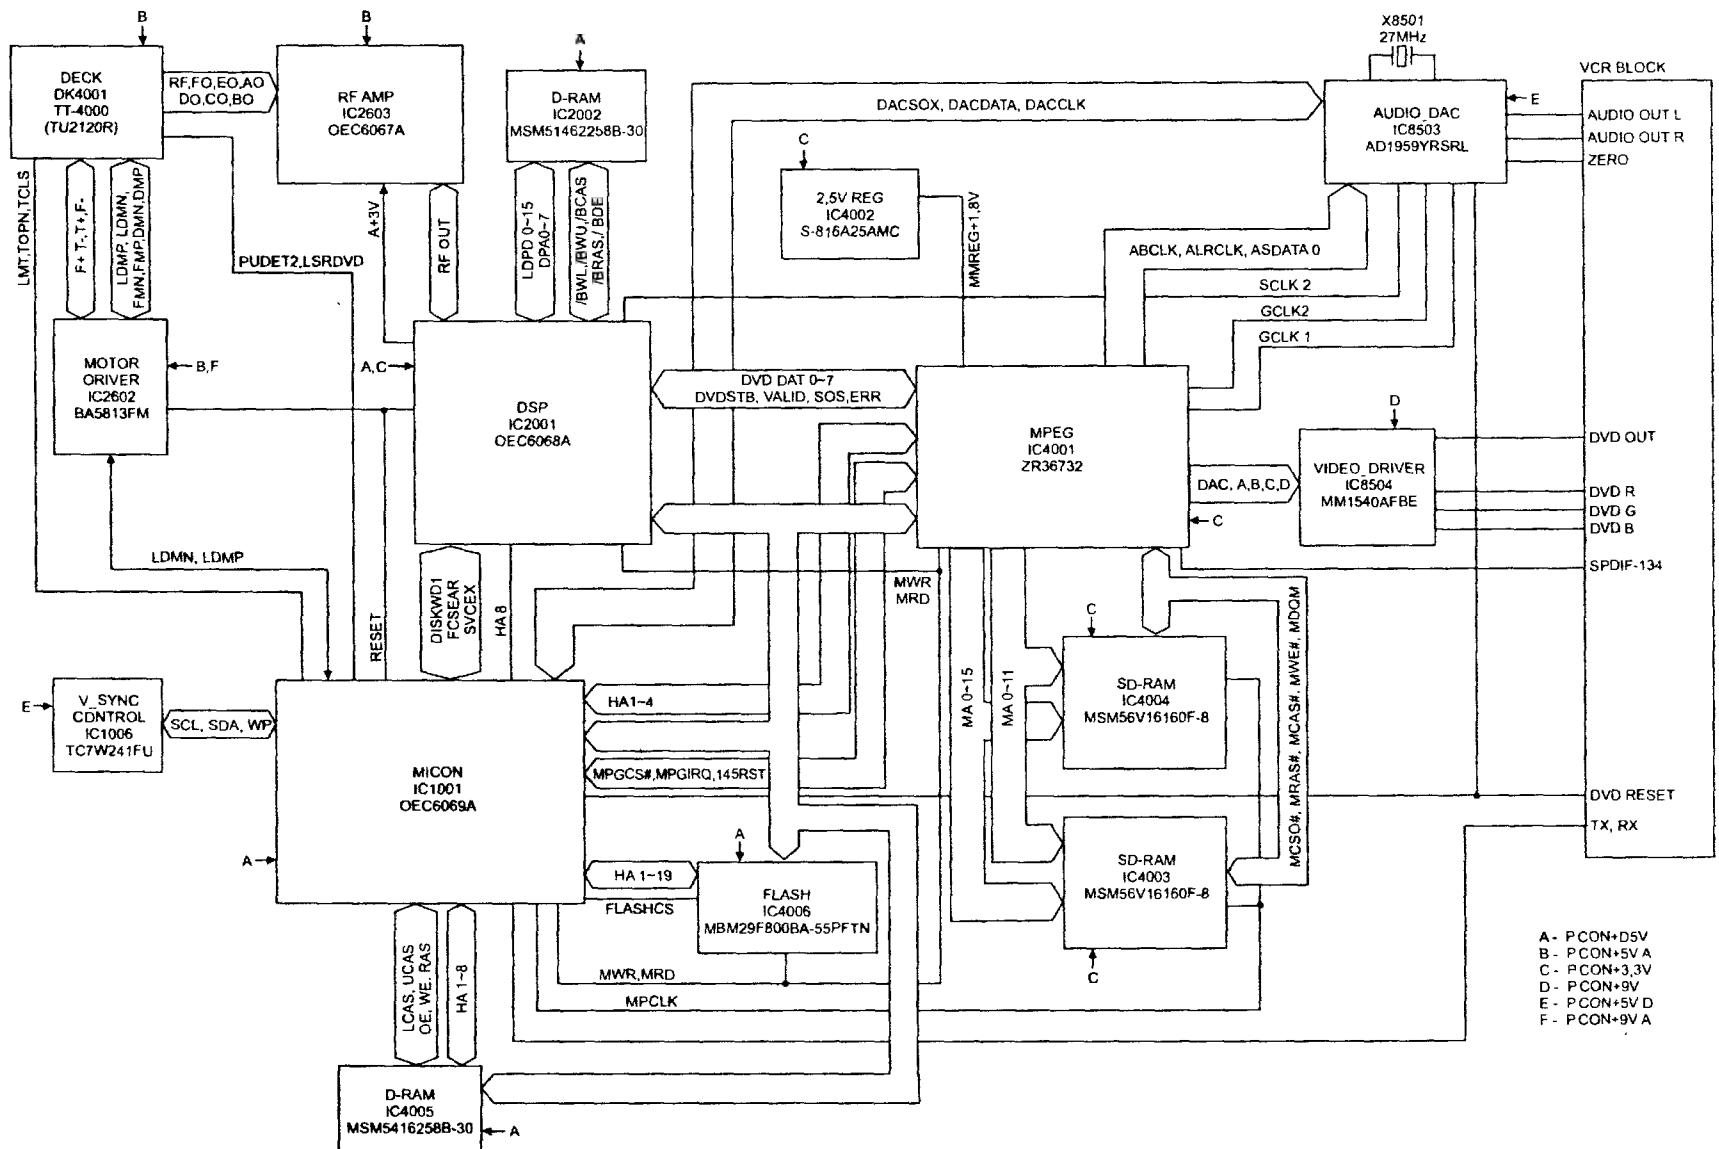 B
DECK
DK4001
TT-4000
(TU2120R)
RF,FO,EO,AO
DO,CO,BO
B
RF AMP
IC2603
OEC6067A
A
D-RAM
IC2002
MSM51462258B-30
DACSOX, DACDATA, DACCLK
X8501
27MHz
AUDIO_DAC
IC8503
AD1959YRSRL
E
VCR BLOCK
AUDIO OUT L
AUDIO OUT R
ZERO
LMT,TOPN,TCLS
F+ T-,T+,F-
LDMP, LDMN,
FMN,FMP,DMN,DMP
PUDET2,LSRDVD
A+3V
RF OUT
LDPD 0~15
DPA0~7
/BWL./BWU,/BCAS
/BRAS./ BDE
C
2,5V REG
IC4002
S-816A25AMC
MMREG+1,8V
ABCLK, ALRCLK, ASDATA 0
SCLK 2
GCLK2
GCLK 1
MOTOR
ORIVER
IC2602
BA5813FM
B,F
A,C
DSP
IC2001
OEC6068A
DVD DAT 0~7
DVDSTB, VALID, SOS,ERR
MPEG
IC4001
ZR36732
C
DAC, A,B,C,D
D
VIDEO_DRIVER
IC8504
MM1540AFBE
DVD OUT
DVD R
DVD G
DVD B
SPDIF-134
LDMN, LDMP
RESET
DISKWD1
FCSEAR
SVCEX
HA8
MWR
MRD
E
V_SYNC
CDNTROL
IC1006
TC7W241FU
SCL, SDA, WP
MICON
IC1001
OEC6069A
A
HA1~4
MPGCS#,MPGIRQ,145RST
MA 0~15
MA 0~11
C
SD-RAM
IC4004
MSM56V16160F-8
MCSO#, MRAS#, MCAS#, MWE#, MDQM
SD-RAM
IC4003
MSM56V16160F-8
C
DVD RESET
TX, RX
HA 1~19
FLASHCS
A
FLASH
IC4006
MBM29F800BA-55PFTN
MWR,MRD
MPCLK
LCAS, UCAS
OE, WE. RAS
HA 1~8
D-RAM
IC4005
MSM5416258B-30
A
A - PCON+D5V
B - PCON+5V A
C - PCON+3,3V
D - PCON+9V
E - PCON+5V D
F - PCON+9V A